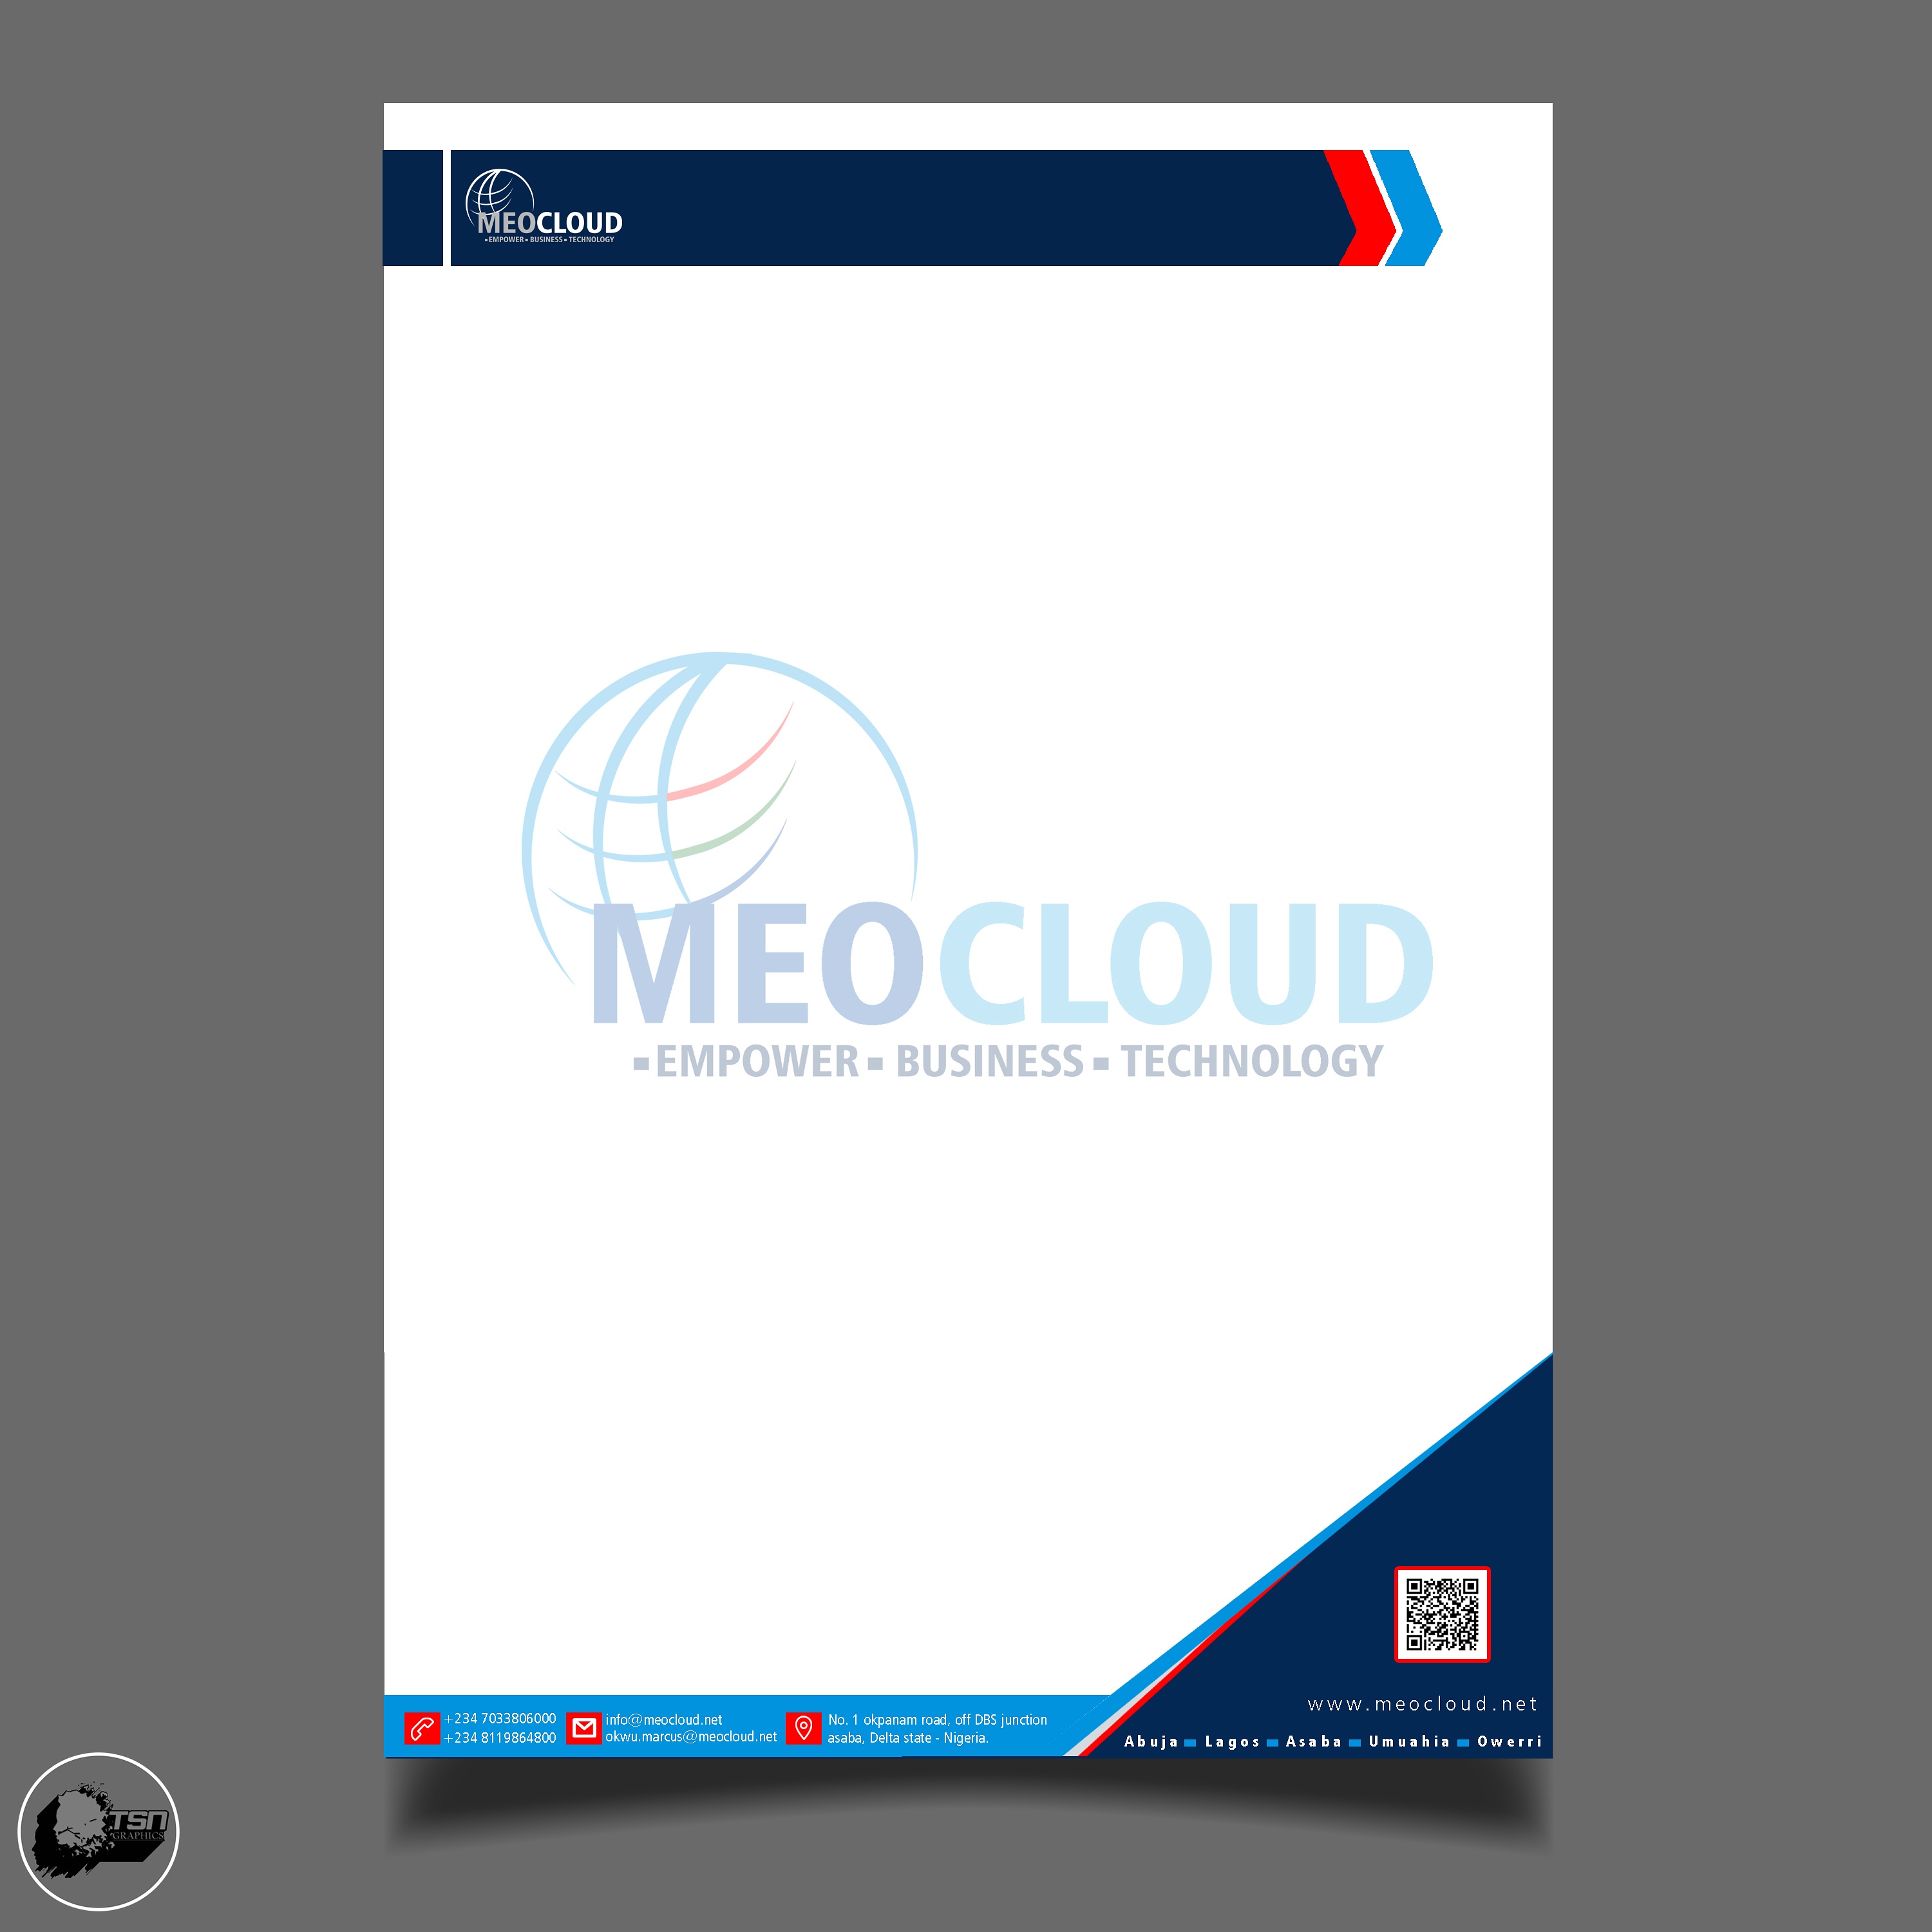 MEOCLOUD
▪EMPOWER▪ BUSINESS▪ TECHNOLOGY
MEOCLOUD
▪EMPOWER▪ BUSINESS▪ TECHNOLOGY
+234 7033806000
+234 8119864800
info@meocloud.net
okwu.marcus@meocloud.net
No. 1 okpanam road, off DBS junction
asaba, Delta state - Nigeria.
www.meocloud.net
Abuja ▪ Lagos ▪ Asaba ▪ Umuahia ▪ Owerri
TSN
GRAPHICS